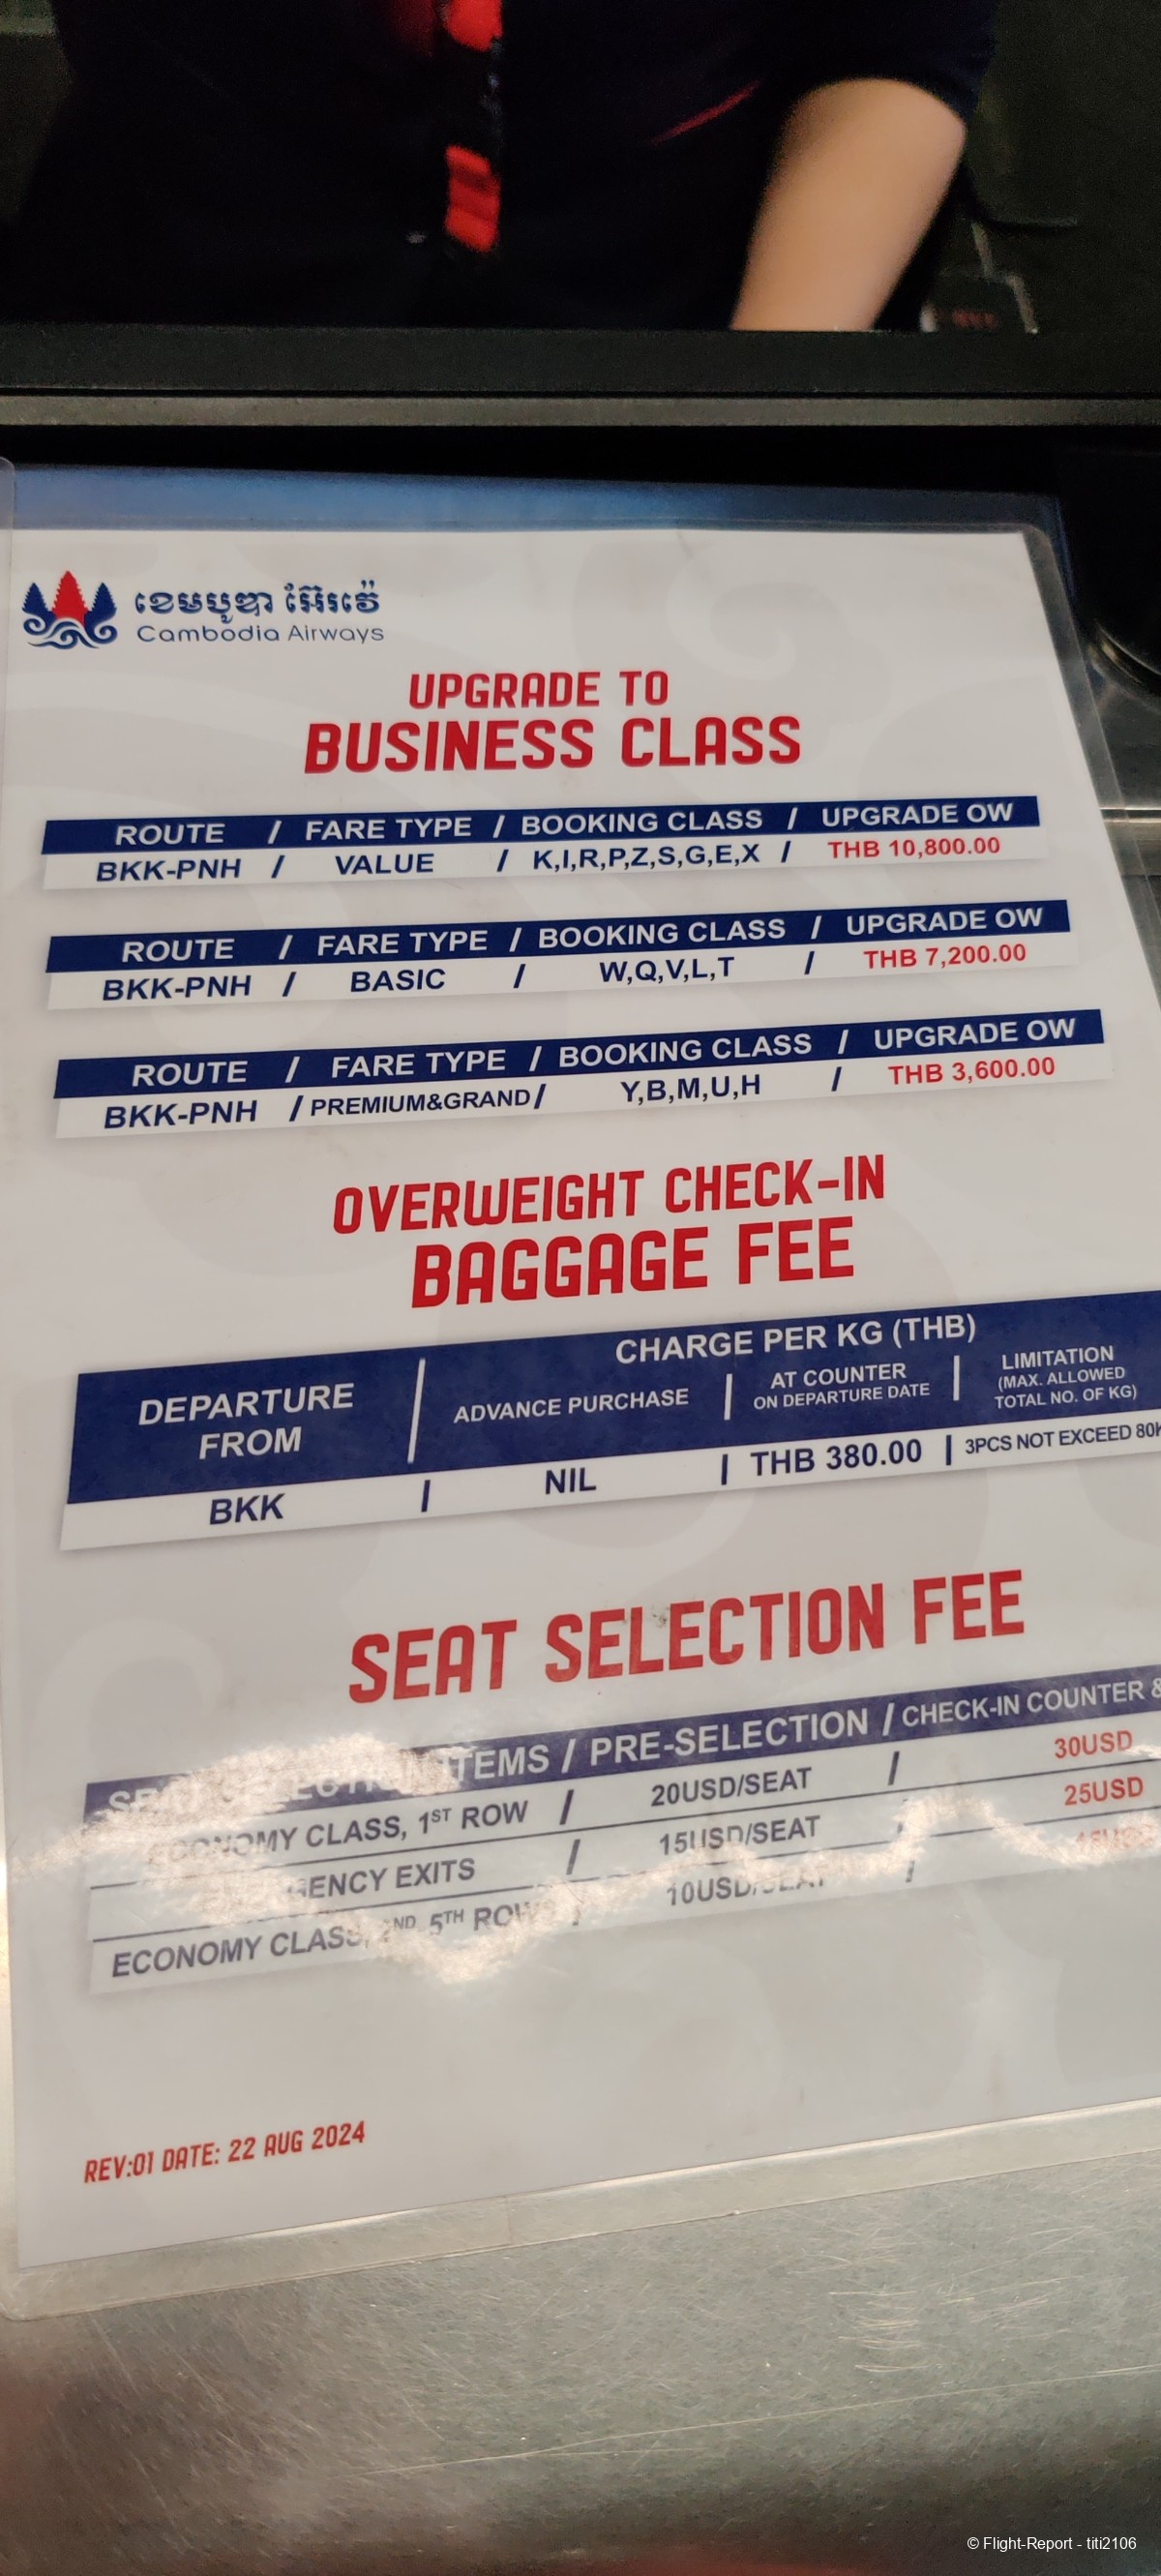 ខេមបូឌា អ៊ែរវេ៉
Cambodia Airways
UPGRADE TO
BUSINESS CLASS
ROUTE / FARE TYPE / BOOKING CLASS / UPGRADE OW
BKK-PNH / VALUE / K,I,R,P,Z,S,G,E,X / THB 10,800.00
ROUTE / FARE TYPE / BOOKING CLASS / UPGRADE OW
BKK-PNH / BASIC / W,Q,V,L,T / THB 7,200.00
ROUTE / FARE TYPE / BOOKING CLASS / UPGRADE OW
BKK-PNH / PREMIUM&GRAND / Y,B,M,U,H / THB 3,600.00
OVERWEIGHT CHECK-IN
BAGGAGE FEE
CHARGE PER KG (THB)
DEPARTURE FROM | ADVANCE PURCHASE | AT COUNTER ON DEPARTURE DATE | LIMITATION (MAX. ALLOWED TOTAL NO. OF KG)
BKK | NIL | THB 380.00 | 3PCS NOT EXCEED 80K
SEAT SELECTION FEE
SEAT SELECTION ITEMS / PRE-SELECTION / CHECK-IN COUNTER &
ECONOMY CLASS, 1ST ROW / 20USD/SEAT / 30USD
EXITS / 15USD/SEAT / 25USD
ECONOMY CLASS, 2ND 5TH ROWS / 10USD/SEAT /
REV:01 DATE: 22 AUG 2024
© Flight-Report - titi2106